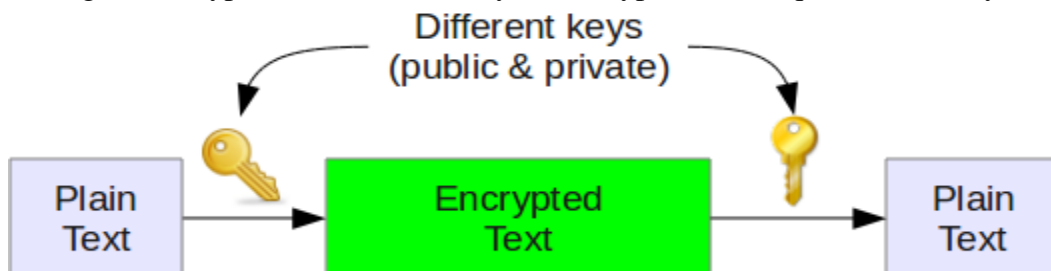 Different keys
(public & private)
Plain
Text
Encrypted
Text
Plain
Text